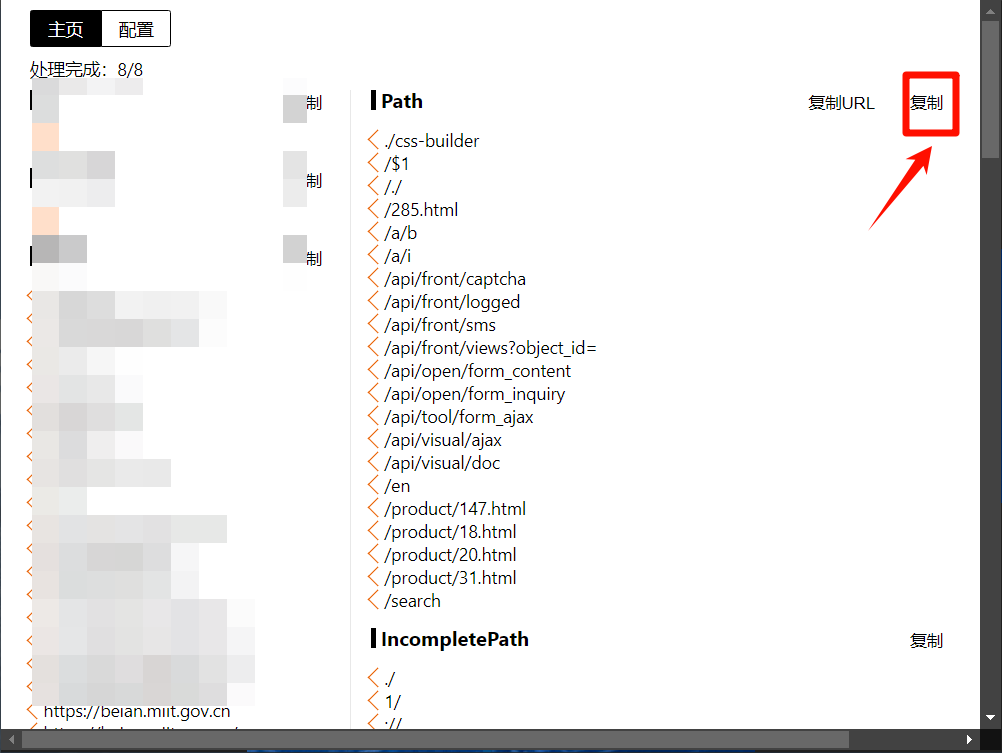 主页 配置
处理完成：8/8
制
制
制
https://beian.miit.gov.cn
Path 复制URL 复制
./css-builder
/$1
/./
/285.html
/a/b
/a/i
/api/front/captcha
/api/front/logged
/api/front/sms
/api/front/views?object_id=
/api/open/form_content
/api/open/form_inquiry
/api/tool/form_ajax
/api/visual/ajax
/api/visual/doc
/en
/product/147.html
/product/18.html
/product/20.html
/product/31.html
/search
IncompletePath 复制
./
1/
://